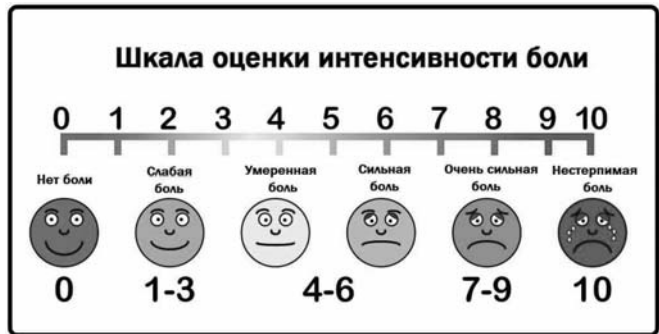 Шкала оценки интенсивности боли
0 1 2 3 4 5 6 7 8 9 10
Нет боли
Слабая
боль
Умеренная
боль
Сильная
боль
Очень сильная
боль
Нестерпимая
боль
0 1-3 4-6 7-9 10